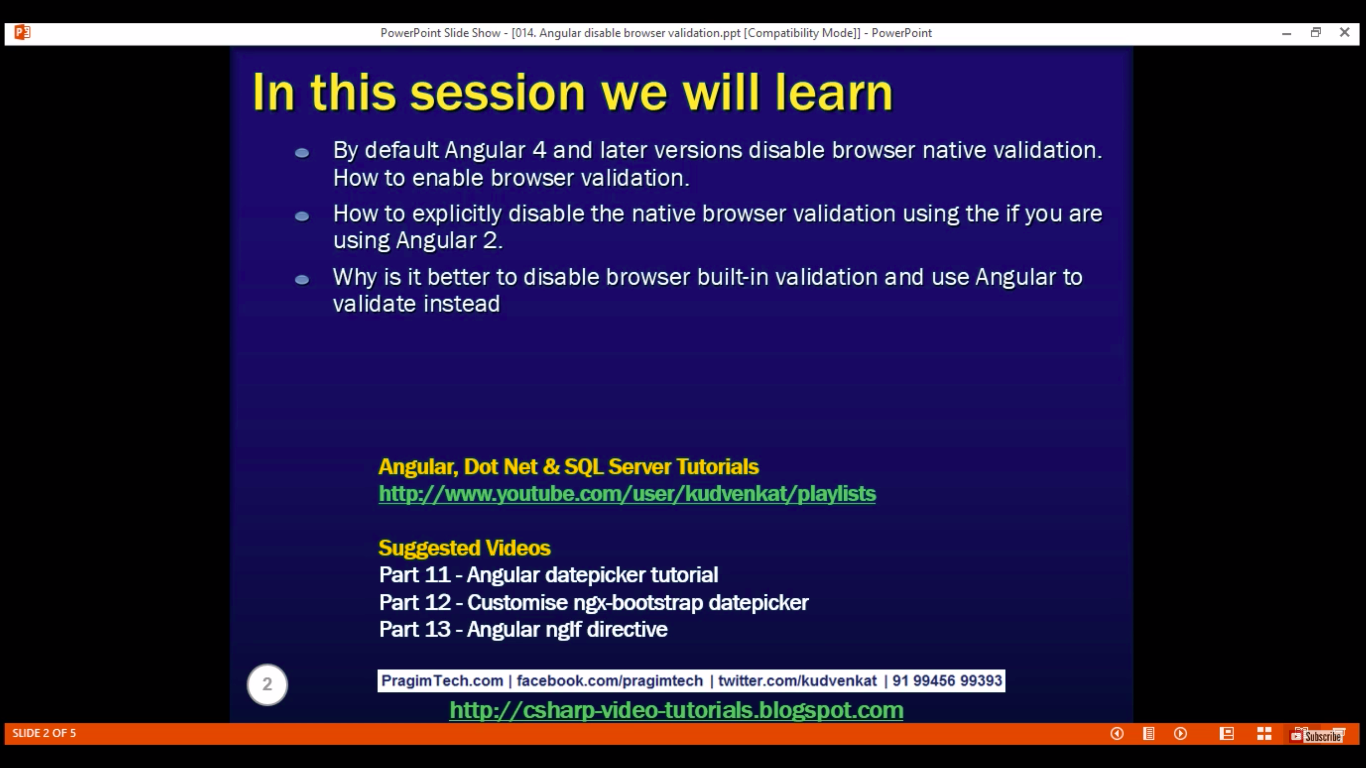 PowerPoint Slide Show - [014. Angular disable browser validation.ppt [Compatibility Mode]] - PowerPoint
In this session we will learn
By default Angular 4 and later versions disable browser native validation.
How to enable browser validation.
How to explicitly disable the native browser validation using the if you are
using Angular 2.
Why is it better to disable browser built-in validation and use Angular to
validate instead
Angular, Dot Net & SQL Server Tutorials
http://www.youtube.com/user/kudvenkat/playlists
Suggested Videos
Part 11 - Angular datepicker tutorial
Part 12 - Customise ngx-bootstrap datepicker
Part 13 - Angular ngIf directive
2
PragimTech.com | facebook.com/pragimtech | twitter.com/kudvenkat | 91 99456 99393
http://csharp-video-tutorials.blogspot.com
SLIDE 2 OF 5
Subscribe